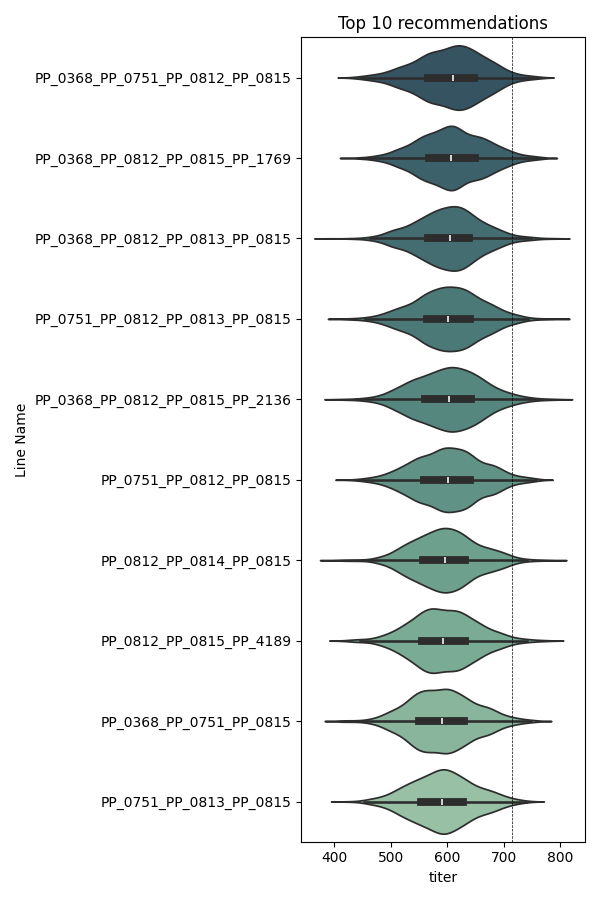 Top 10 recommendations
PP_0368_PP_0751_PP_0812_PP_0815
PP_0368_PP_0812_PP_0815_PP_1769
PP_0368_PP_0812_PP_0813_PP_0815
PP_0751_PP_0812_PP_0813_PP_0815
PP_0368_PP_0812_PP_0815_PP_2136
PP_0751_PP_0812_PP_0815
PP_0812_PP_0814_PP_0815
PP_0812_PP_0815_PP_4189
PP_0368_PP_0751_PP_0815
PP_0751_PP_0813_PP_0815
Line Name
400 500 600 700 800
titer